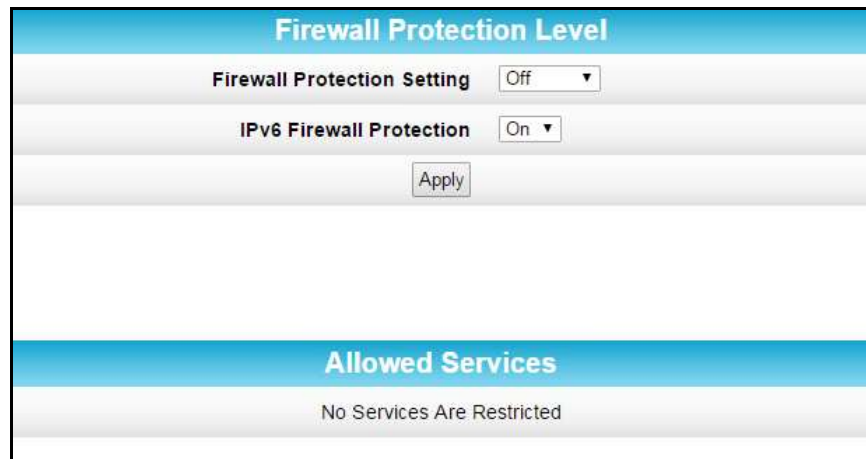 Firewall Protection Level
Firewall Protection Setting Off
IPv6 Firewall Protection On
Apply
Allowed Services
No Services Are Restricted